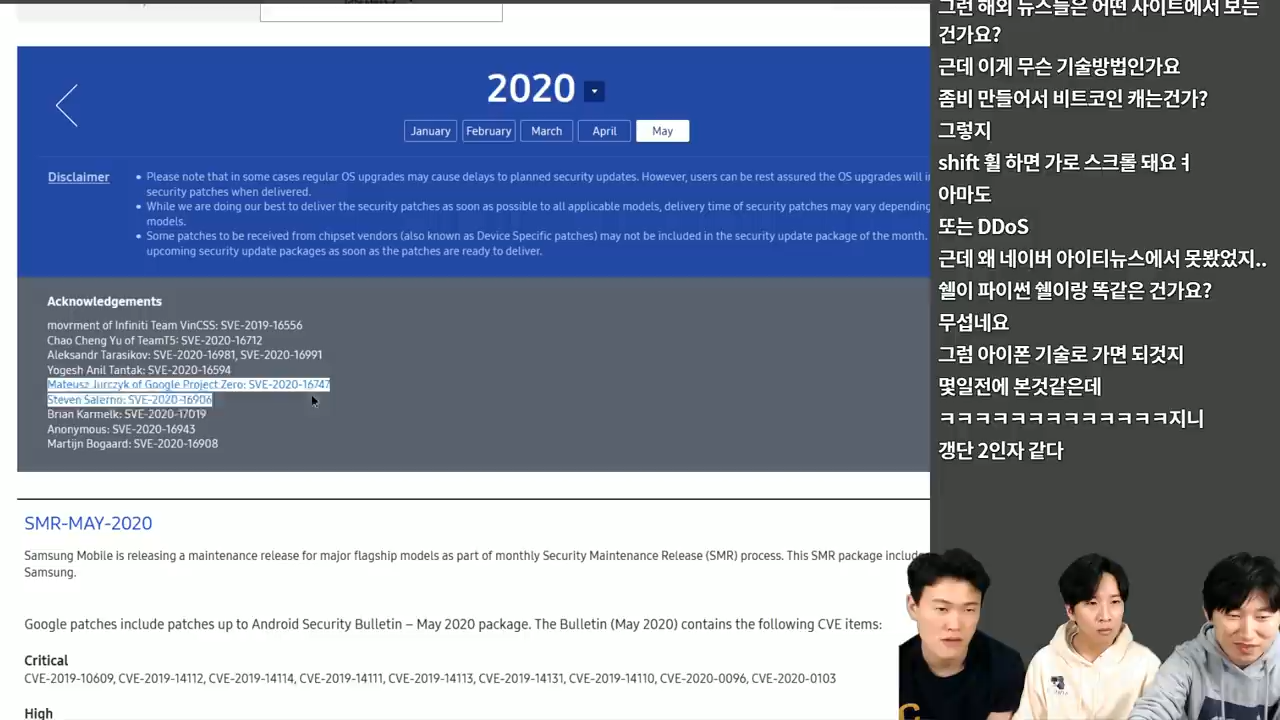 2020
January
February
March
April
May
Disclaimer
• Please note that in some cases regular OS upgrades may cause delays to planned security updates. However, users can be rest assured the OS upgrades will
security patches when delivered.
• While we are doing our best to deliver the security patches as soon as possible to all applicable models, delivery time of security patches may vary depending
models.
• Some patches to be received from chipset vendors (also known as Device Specific patches) may not be included in the security update package of the month.
upcoming security update packages as soon as the patches are ready to deliver.
Acknowledgements
movrment of Infiniti Team VinCSS: SVE-2019-16556
Chao Cheng Yu of TeamT5: SVE-2020-16712
Aleksandr Tarasikov: SVE-2020-16981, SVE-2020-16991
Yogesh Anil Tantak: SVE-2020-16594
Mateusz Jurczyk of Google Project Zero: SVE-2020-16747
Steven Salerno: SVE-2020-16906
Brian Karmelk: SVE-2020-17019
Anonymous: SVE-2020-16943
Martijn Bogaard: SVE-2020-16908
SMR-MAY-2020
Samsung Mobile is releasing a maintenance release for major flagship models as part of monthly Security Maintenance Release (SMR) process. This SMR package
Samsung.
Google patches include patches up to Android Security Bulletin – May 2020 package. The Bulletin (May 2020) contains the following CVE items:
Critical
CVE-2019-10609, CVE-2019-14112, CVE-2019-14114, CVE-2019-14111, CVE-2019-14113, CVE-2019-14131, CVE-2019-14110, CVE-2020-0096, CVE-2020-0103
High
그런 해외 뉴스들은 어떤 사이트에서 보는
건가요?
근데 이게 무슨 기술방법인가요
좀비 만들어서 비트코인 캐는건가?
그렇지
shift 휠 하면 가로 스크롤 돼요ㅕ
아마도
또는 DDoS
근데 왜 네이버 아이티뉴스에서 못봤었지..
쉘이 파이썬 쉘이랑 똑같은 건가요?
무섭네요
그럼 아이폰 기술로 가면 되것지
몇일전에 본것같은데
ㅋㅋㅋㅋㅋㅋㅋㅋㅋㅋㅋㅋㅋ지니
갱단 2인자 같다